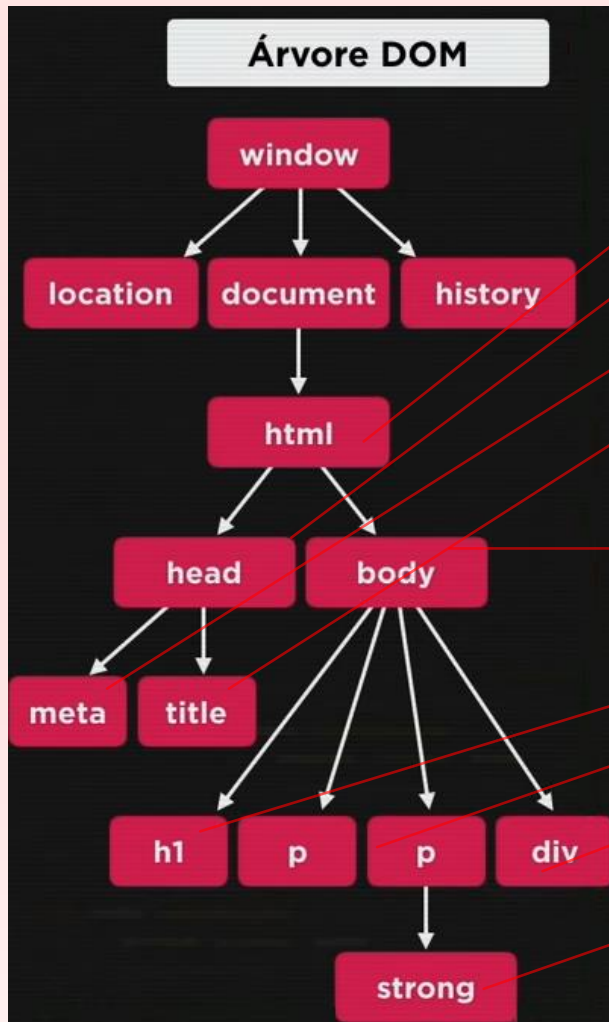 Árvore DOM
window
location document history
html
head body
meta title
h1 p p div
strong